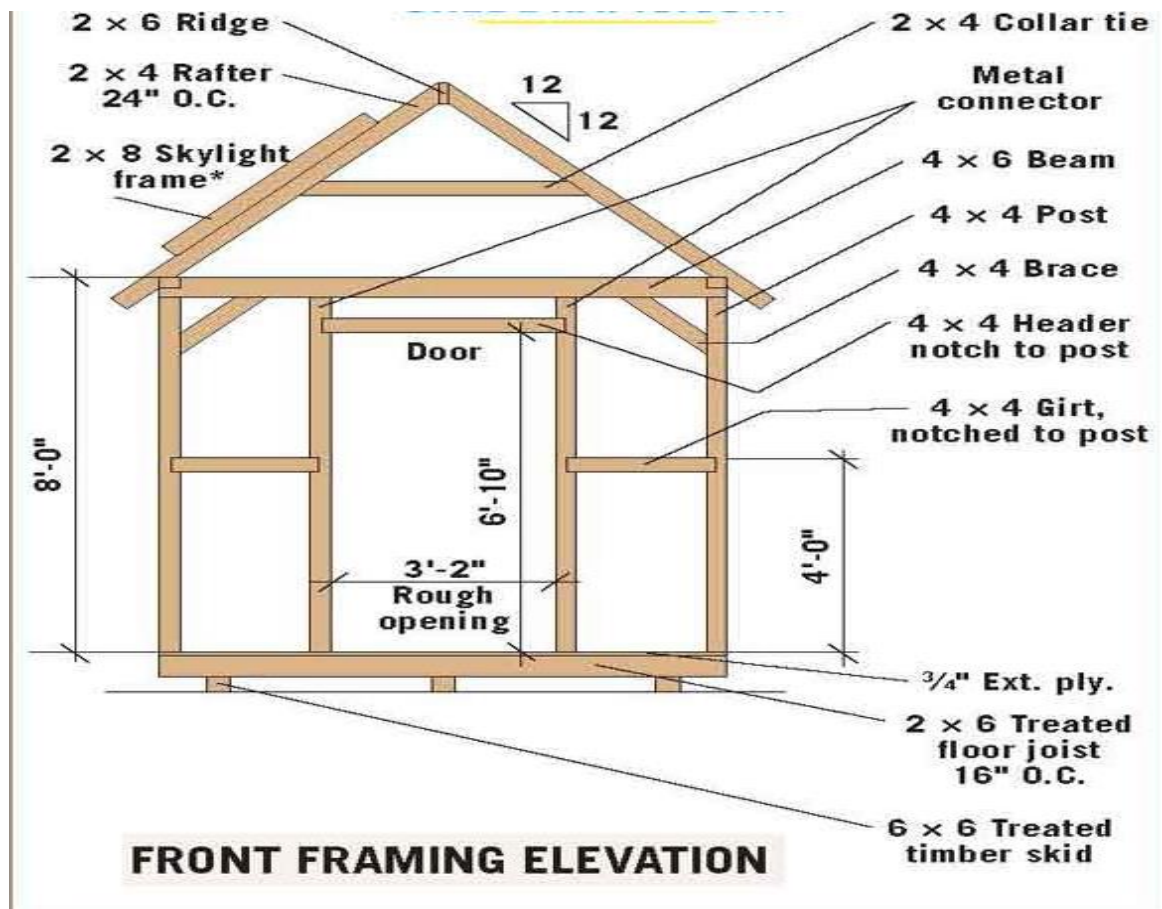 2 × 6 Ridge
2 × 4 Rafter
24" O.C.
2 × 8 Skylight
frame*
12
12
2 × 4 Collar tie
Metal
connector
4 × 6 Beam
4 × 4 Post
4 × 4 Brace
4 × 4 Header
notch to post
4 × 4 Girt,
notched to post
Door
8'-0"
6'-10"
3'-2"
Rough
opening
4'-0"
3/4" Ext. ply.
2 × 6 Treated
floor joist
16" O.C.
6 × 6 Treated
timber skid
FRONT FRAMING ELEVATION